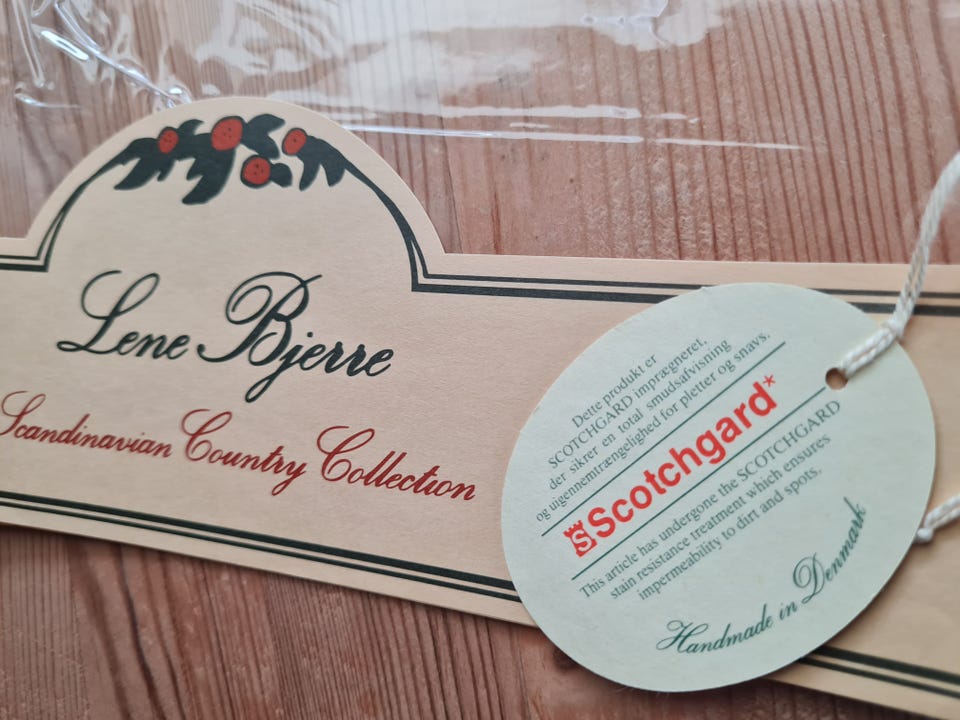 Lene Bjerre
Scandinavian Country Collection
Dette produkt er
SCOTCHGARD imprægneret,
der sikrer en total smudsafvisning
og uigennemtrængelighed for pletter og snavs.
Scotchgard*
This article has undergone the SCOTCHGARD
stain resistance treatment which ensures
impermeability to dirt and spots.
Handmade in Denmark